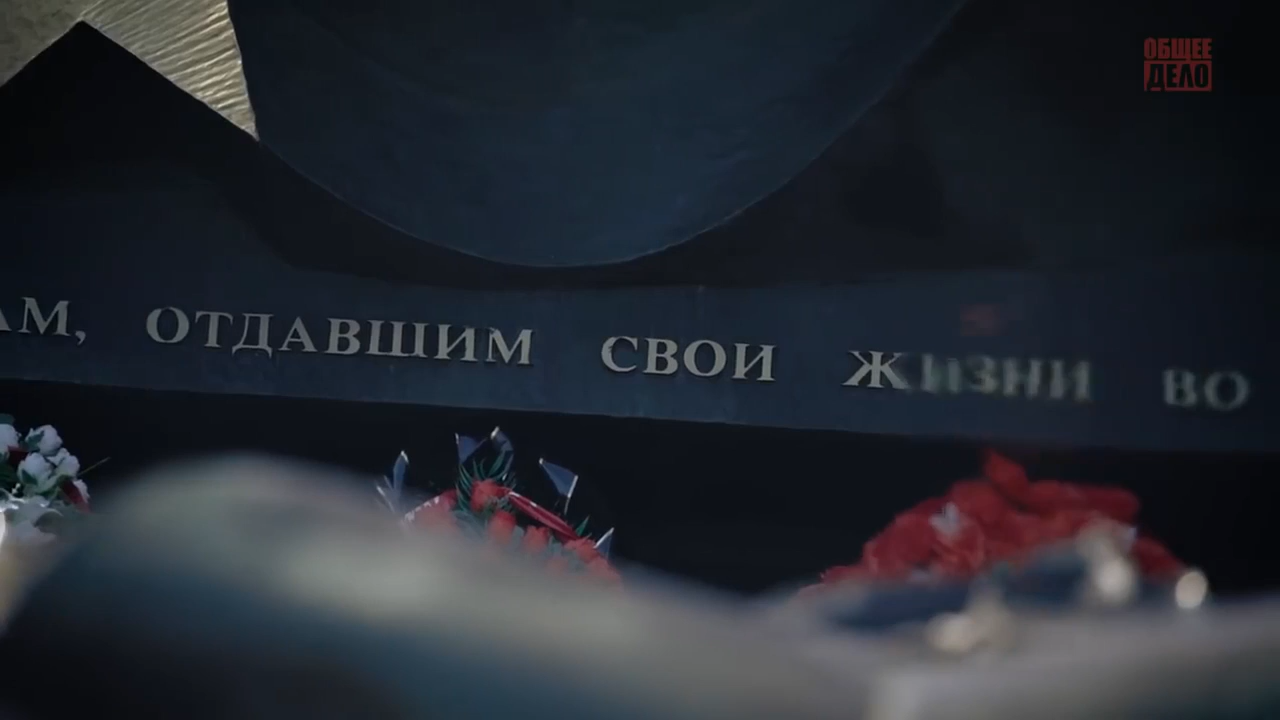 ОБЩЕЕ
ДЕЛО
АМ, ОТДАВШИМ СВОИ ЖИЗНИ ВО